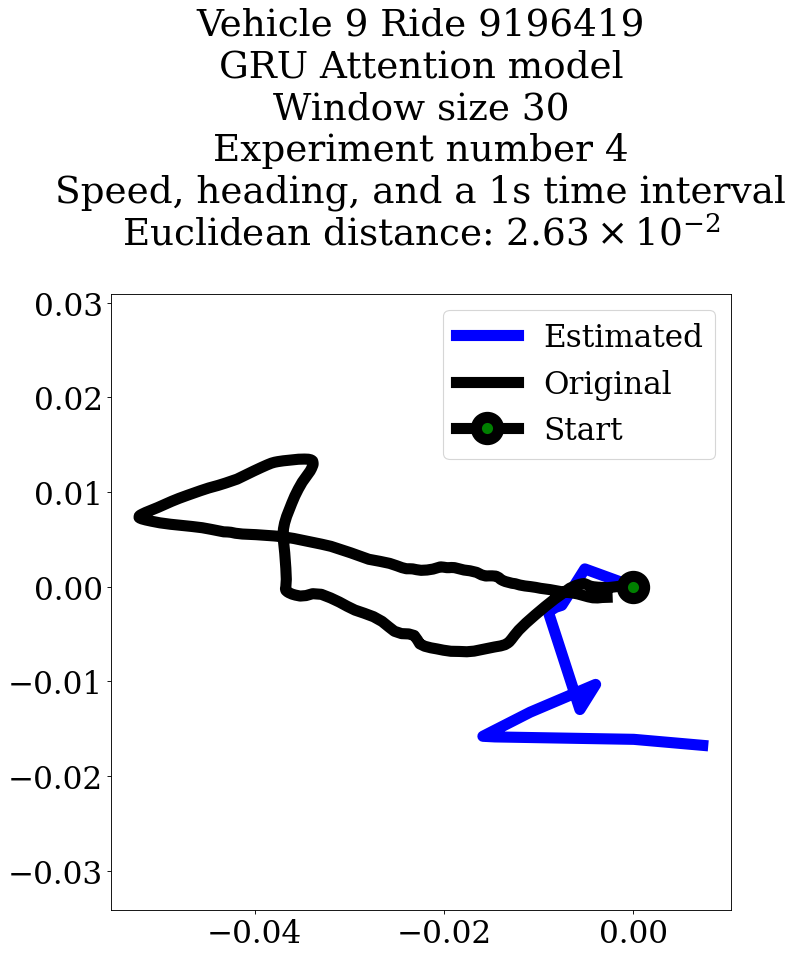 Vehicle 9 Ride 9196419
GRU Attention model
Window size 30
Experiment number 4
Speed, heading, and a 1s time interval
Euclidean distance: 2.63 × 10⁻²
Estimated
Original
Start
0.03
0.02
0.01
0.00
−0.01
−0.02
−0.03
−0.04
−0.02
0.00